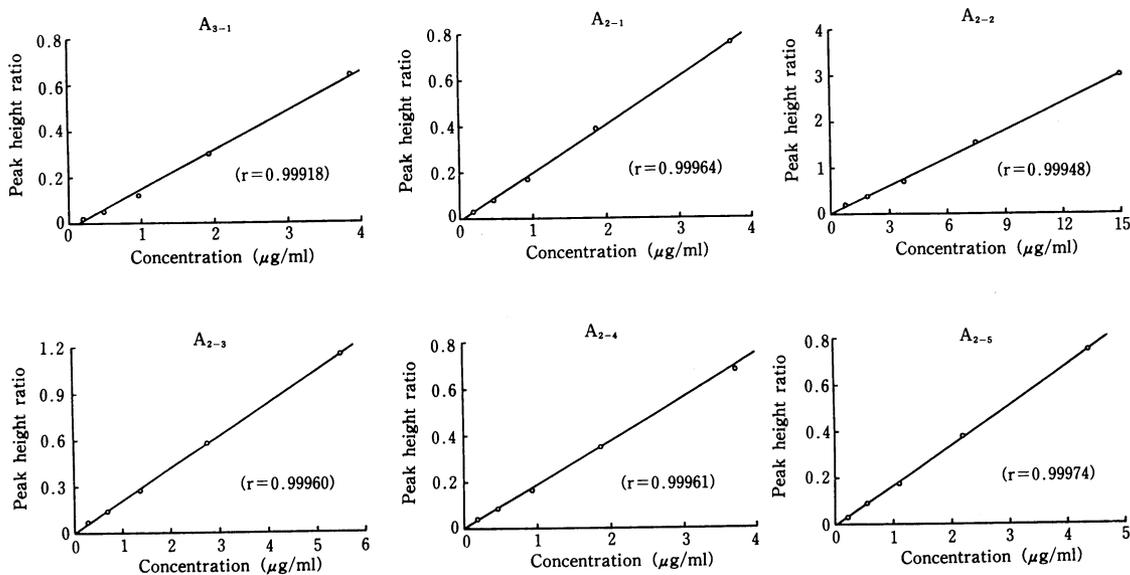 A₃₋₁
Peak height ratio
0.8
0.6
0.4
0.2
0
0 1 2 3 4
(r=0.99918)
Concentration (μg/ml)
A₂₋₁
Peak height ratio
0.8
0.6
0.4
0.2
0
0 1 2 3 4
(r=0.99964)
Concentration (μg/ml)
A₂₋₂
Peak height ratio
4
3
2
1
0
0 3 6 9 12 15
(r=0.99948)
Concentration (μg/ml)
A₂₋₃
Peak height ratio
1.2
0.9
0.6
0.3
0
0 1 2 3 4 5 6
(r=0.99960)
Concentration (μg/ml)
A₂₋₄
Peak height ratio
0.8
0.6
0.4
0.2
0
0 1 2 3 4
(r=0.99961)
Concentration (μg/ml)
A₂₋₅
Peak height ratio
0.8
0.6
0.4
0.2
0
0 1 2 3 4 5
(r=0.99974)
Concentration (μg/ml)